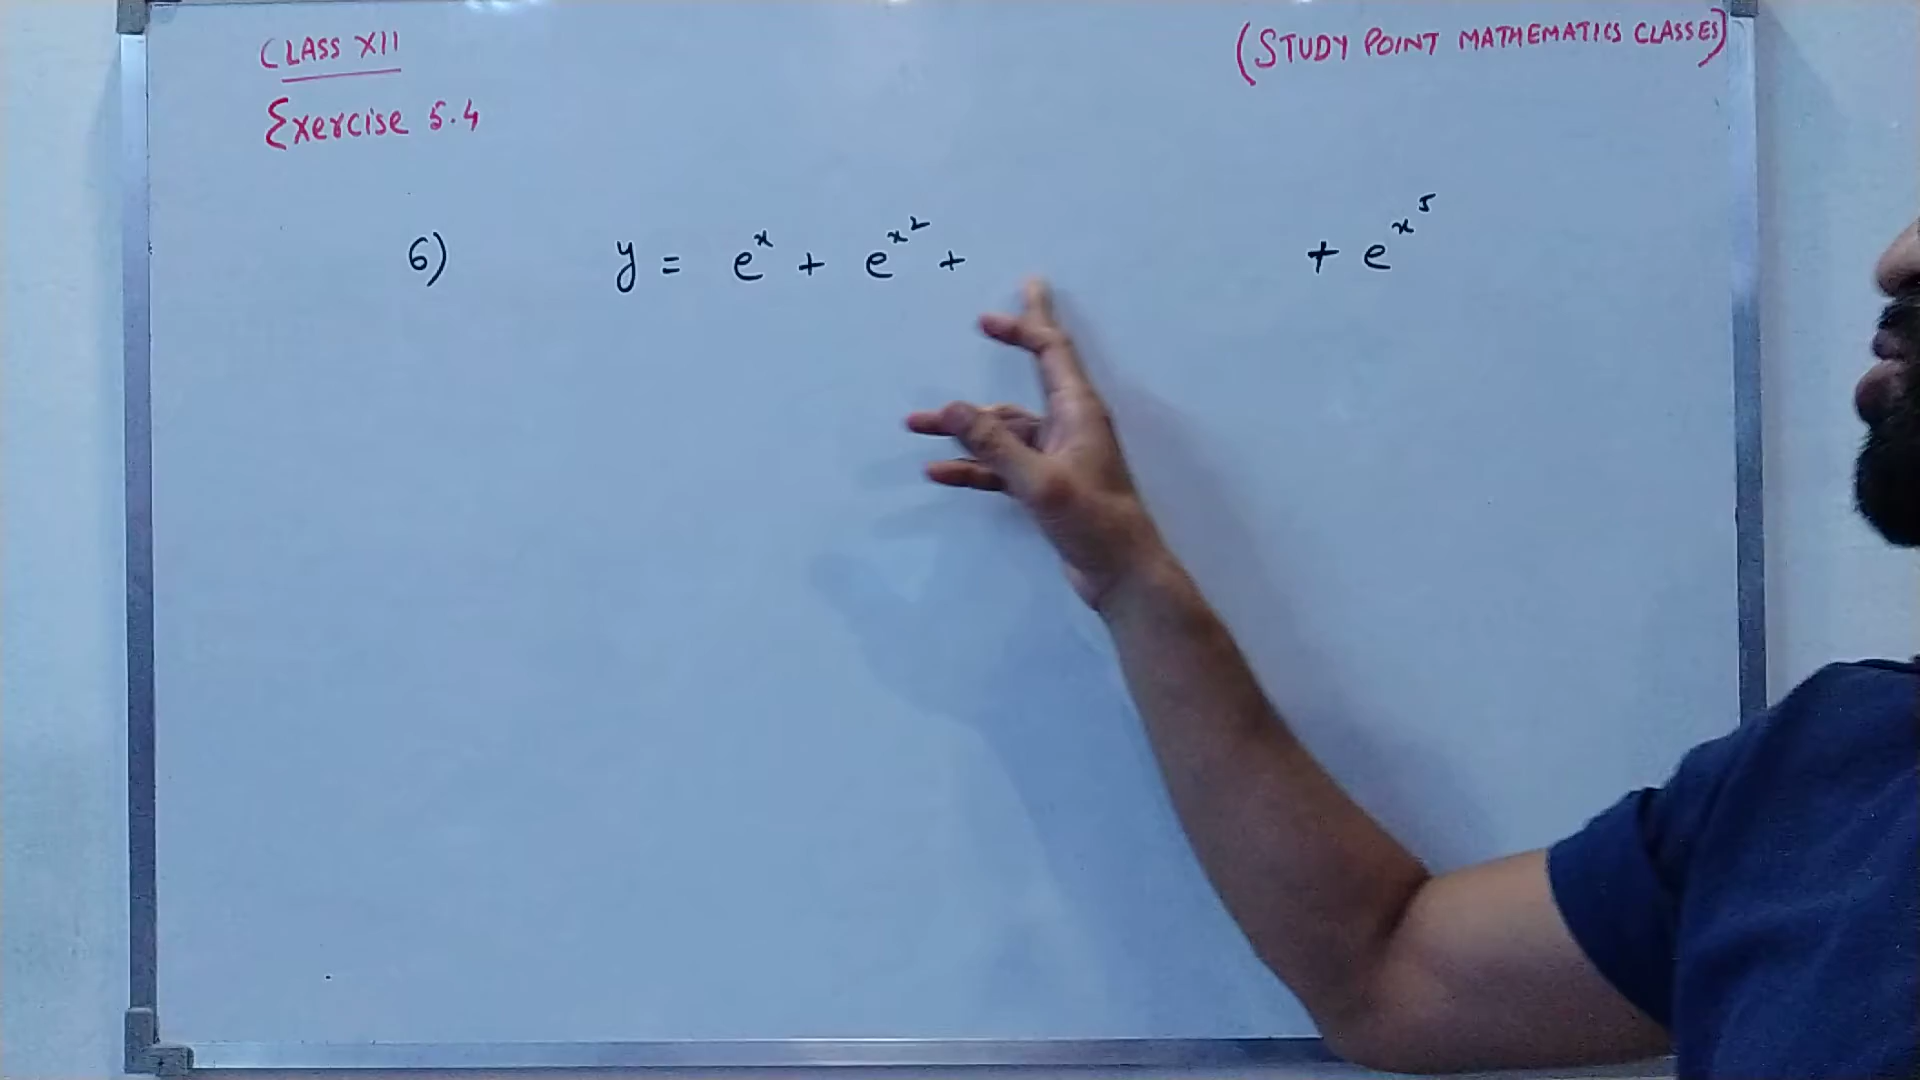 CLASS XII
(STUDY POINT MATHEMATICS CLASSES)
Exercise 5.4
6) y = e^x + e^{x^2} + + e^{x^5}